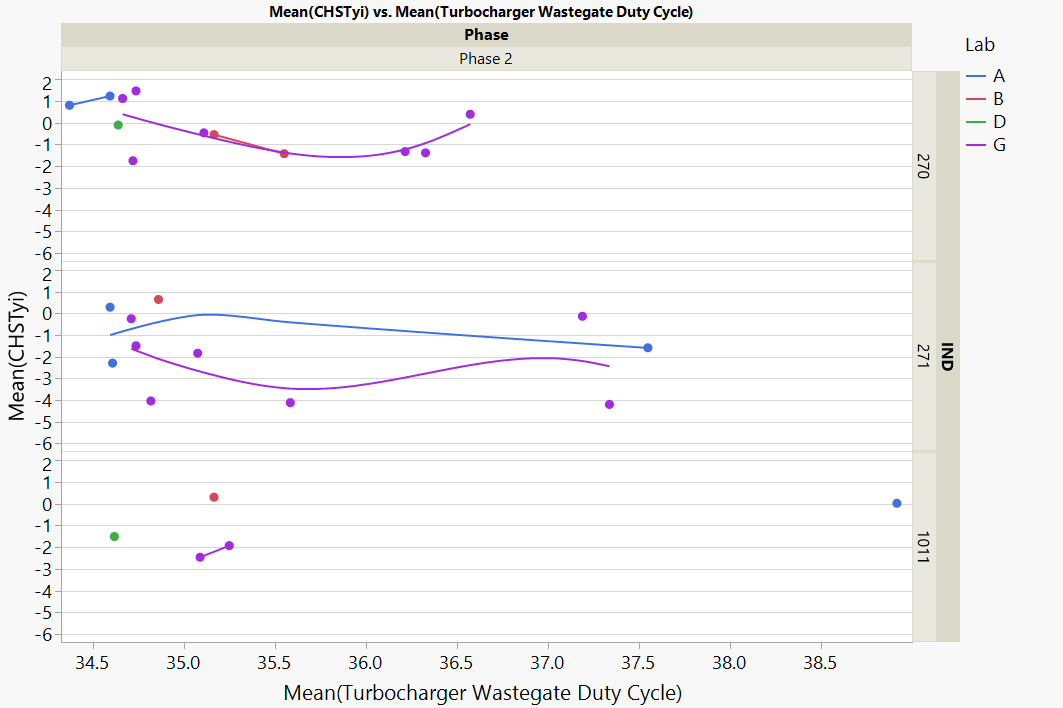 Mean(CHSTyi) vs. Mean(Turbocharger Wastegate Duty Cycle)
Phase
Phase 2
Lab
A
B
D
G
2
1
0
-1
-2
-3
-4
-5
-6
270
2
1
0
-1
-2
-3
-4
-5
-6
271
2
1
0
-1
-2
-3
-4
-5
-6
1011
IND
Mean(CHSTyi)
34.5 35.0 35.5 36.0 36.5 37.0 37.5 38.0 38.5
Mean(Turbocharger Wastegate Duty Cycle)